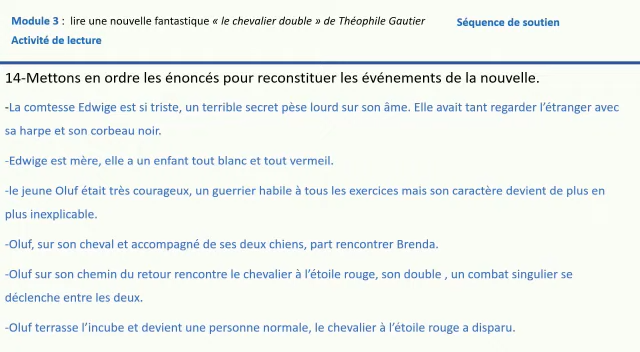 Module 3 : lire une nouvelle fantastique « le chevalier double » de Théophile Gautier Séquence de soutien
Activité de lecture
14-Mettons en ordre les énoncés pour reconstituer les événements de la nouvelle.
-La comtesse Edwige est si triste, un terrible secret pèse lourd sur son âme. Elle avait tant regarder l’étranger avec
sa harpe et son corbeau noir.
-Edwige est mère, elle a un enfant tout blanc et tout vermeil.
-le jeune Oluf était très courageux, un guerrier habile à tous les exercices mais son caractère devient de plus en
plus inexplicable.
-Oluf, sur son cheval et accompagné de ses deux chiens, part rencontrer Brenda.
-Oluf sur son chemin du retour rencontre le chevalier à l’étoile rouge, son double , un combat singulier se
déclenche entre les deux.
-Oluf terrasse l’incube et devient une personne normale, le chevalier à l’étoile rouge a disparu.